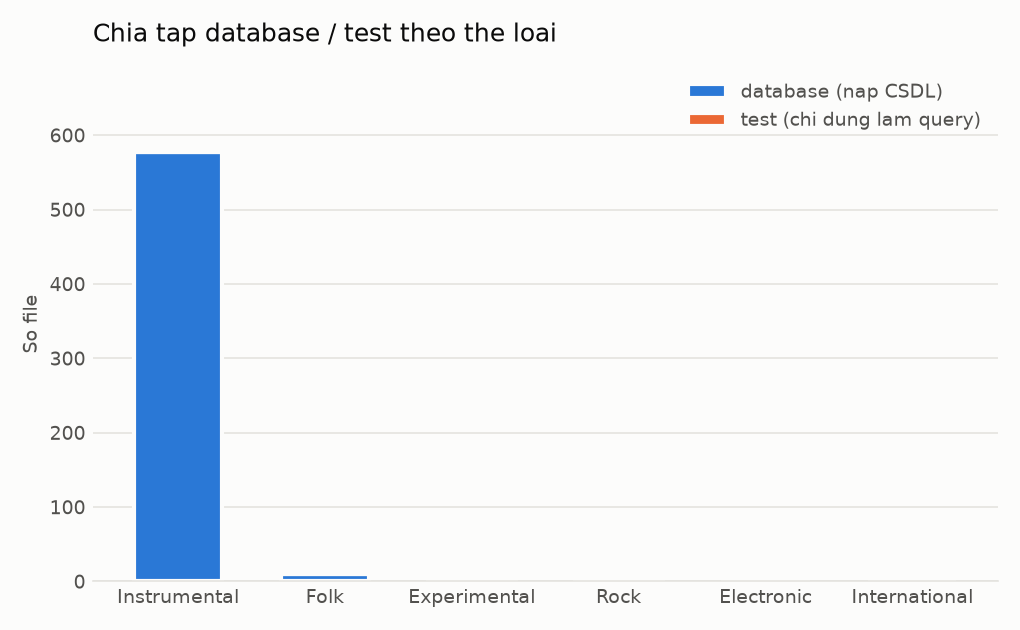 Chia tap database / test theo the loai
database (nap CSDL)
test (chi dung lam query)
600
500
400
300
200
100
0
So file
Instrumental Folk Experimental Rock Electronic International